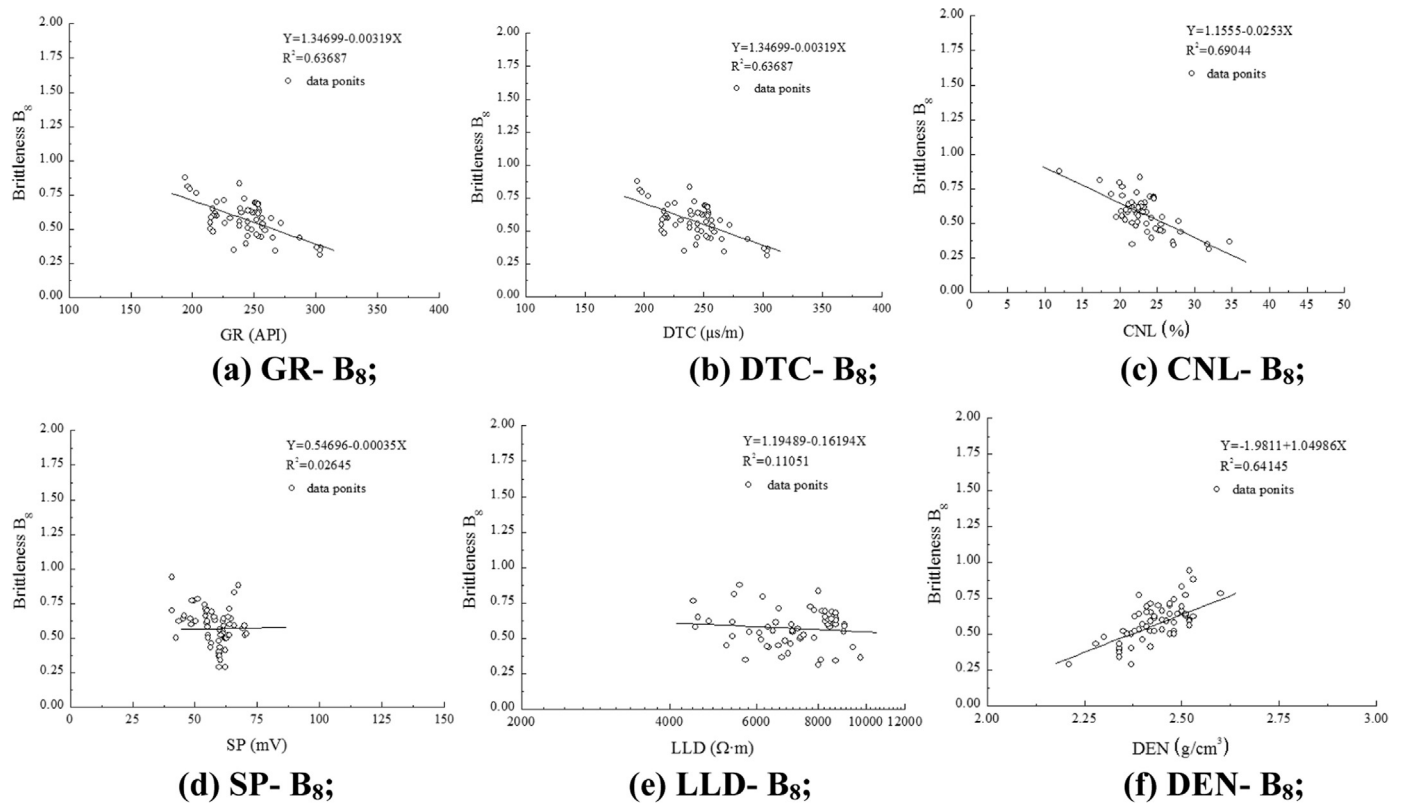 2.00
1.75
1.50
1.25
1.00
0.75
0.50
0.25
0.00
Brittleness B8
Y=1.34699-0.00319X
R²=0.63687
data ponits
100 150 200 250 300 350 400
GR (API)
(a) GR- B₈;
2.00
1.75
1.50
1.25
1.00
0.75
0.50
0.25
0.00
Brittleness B8
Y=1.34699-0.00319X
R²=0.63687
data ponits
100 150 200 250 300 350 400
DTC (μs/m)
(b) DTC- B₈;
2.00
1.75
1.50
1.25
1.00
0.75
0.50
0.25
0.00
Brittleness B8
Y=1.1555-0.0253X
R²=0.69044
data ponits
0 5 10 15 20 25 30 35 40 45 50
CNL (%)
(c) CNL- B₈;
2.00
1.75
1.50
1.25
1.00
0.75
0.50
0.25
0.00
Brittleness B8
Y=0.54696-0.00035X
R²=0.02645
data ponits
0 25 50 75 100 125 150
SP (mV)
(d) SP- B₈;
2.00
1.75
1.50
1.25
1.00
0.75
0.50
0.25
0.00
Brittleness B8
Y=1.19489-0.16194X
R²=0.11051
data ponits
2000 4000 6000 8000 10000 12000
LLD (Ω·m)
(e) LLD- B₈;
2.00
1.75
1.50
1.25
1.00
0.75
0.50
0.25
0.00
Brittleness B8
Y=-1.9811+1.04986X
R²=0.64145
data ponits
2.00 2.25 2.50 2.75 3.00
DEN (g/cm³)
(f) DEN- B₈;